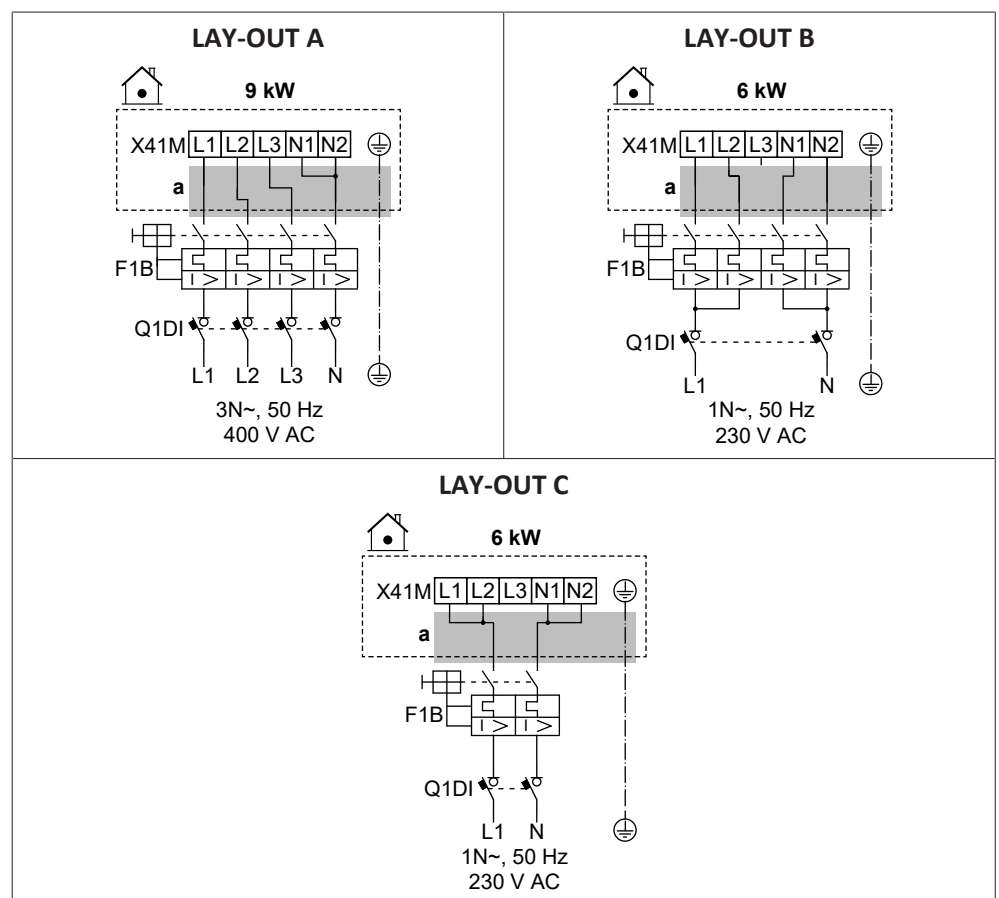 LAY-OUT A
9 kW
X41M L1 L2 L3 N1 N2
a
F1B
I > I > I > I >
Q1DI
L1 L2 L3 N
3N~, 50 Hz
400 V AC
LAY-OUT B
6 kW
X41M L1 L2 L3 N1 N2
a
F1B
I > I > I > I >
Q1DI
L1 N
1N~, 50 Hz
230 V AC
LAY-OUT C
6 kW
X41M L1 L2 L3 N1 N2
a
F1B
I > I >
Q1DI
L1 N
1N~, 50 Hz
230 V AC